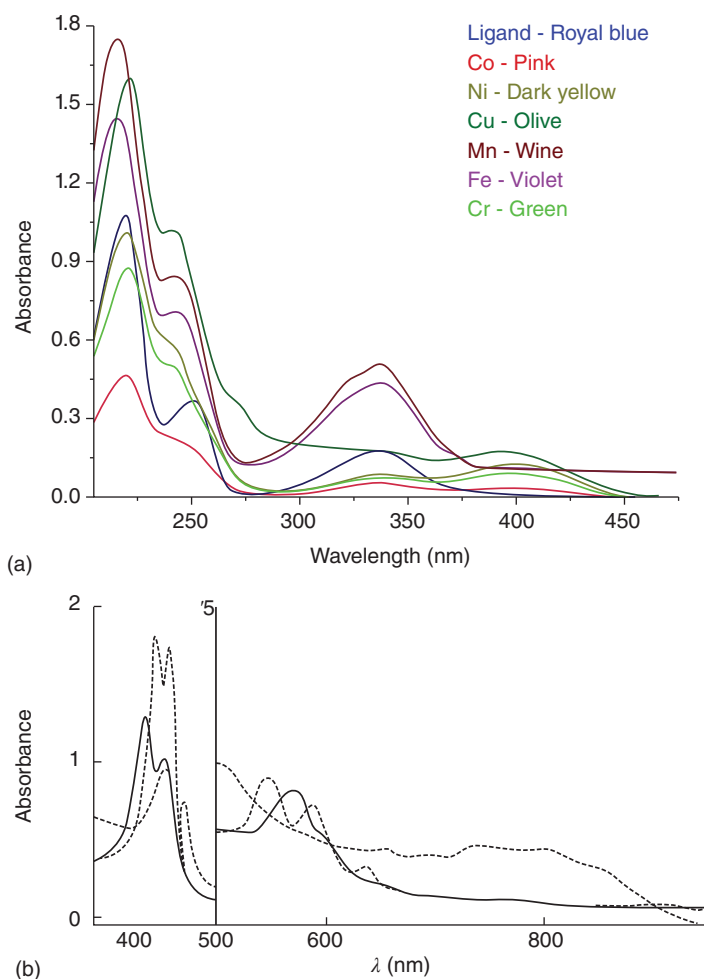 1.8
1.5
1.2
0.9
0.6
0.3
0.0
Absorbance
Ligand - Royal blue
Co - Pink
Ni - Dark yellow
Cu - Olive
Mn - Wine
Fe - Violet
Cr - Green
250 300 350 400 450
Wavelength (nm)
(a)
2
1
0
'5
Absorbance
400 500 600 800
λ (nm)
(b)